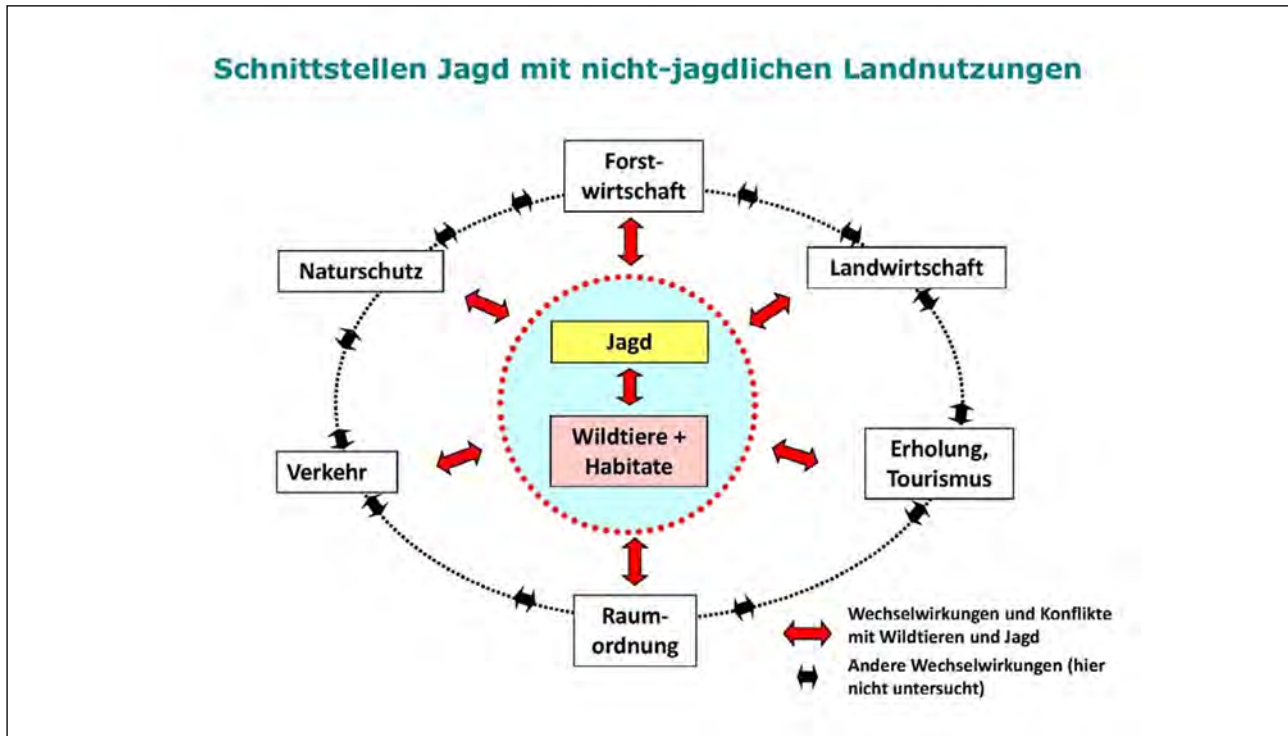 Schnittstellen Jagd mit nicht-jagdlichen Landnutzungen
Forst-
wirtschaft
Naturschutz
Landwirtschaft
Jagd
Wildtiere +
Habitate
Verkehr
Erholung,
Tourismus
Raum-
ordnung
Wechselwirkungen und Konflikte
mit Wildtieren und Jagd
Andere Wechselwirkungen (hier
nicht untersucht)